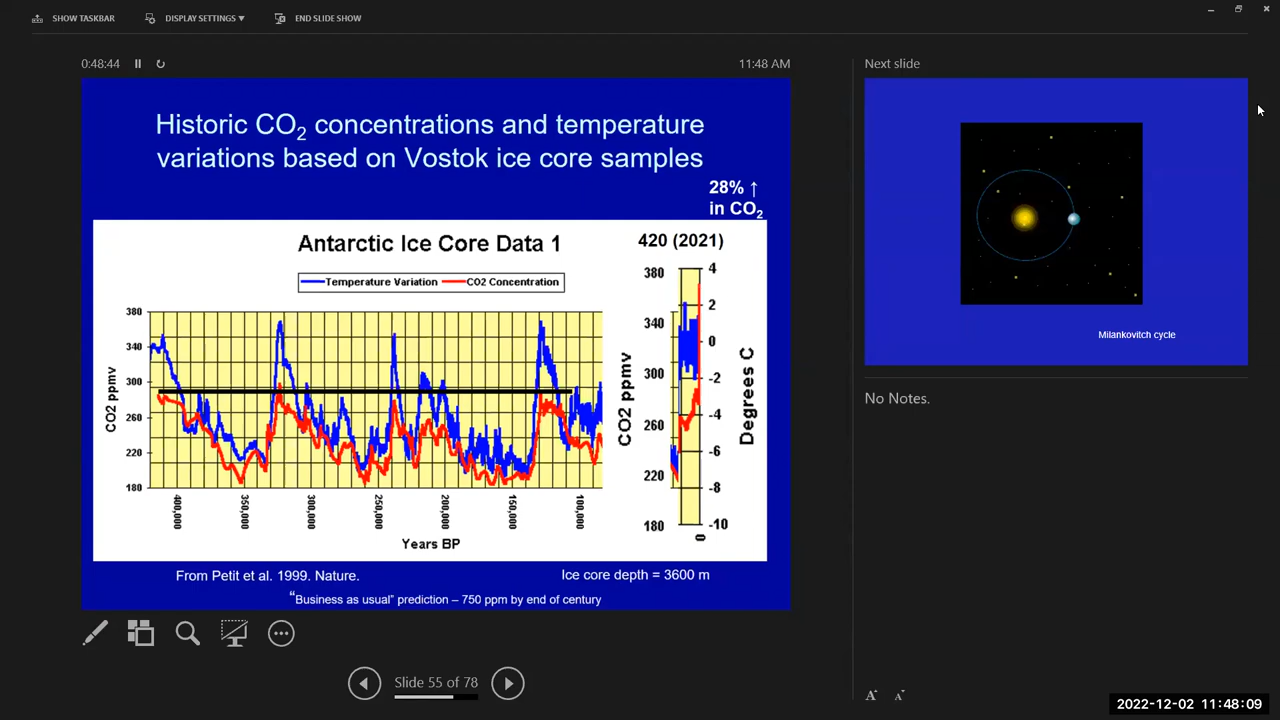 SHOW TASKBAR DISPLAY SETTINGS ▾ END SLIDE SHOW
0:48:44 11:48 AM
Historic CO₂ concentrations and temperature
variations based on Vostok ice core samples
28% ↑
in CO₂
Antarctic Ice Core Data 1
420 (2021)
Temperature Variation CO2 Concentration
CO2 ppmv
380
340
300
260
220
180
400,000
350,000
300,000
250,000
200,000
150,000
100,000
Years BP
CO2 ppmv
380
340
300
260
220
180
4
2
0
-2
-4
-6
-8
-10
0
Degrees C
From Petit et al. 1999. Nature.
Ice core depth = 3600 m
“Business as usual” prediction – 750 ppm by end of century
Slide 55 of 78
Next slide
Milankovitch cycle
No Notes.
A A
2022-12-02 11:48:09